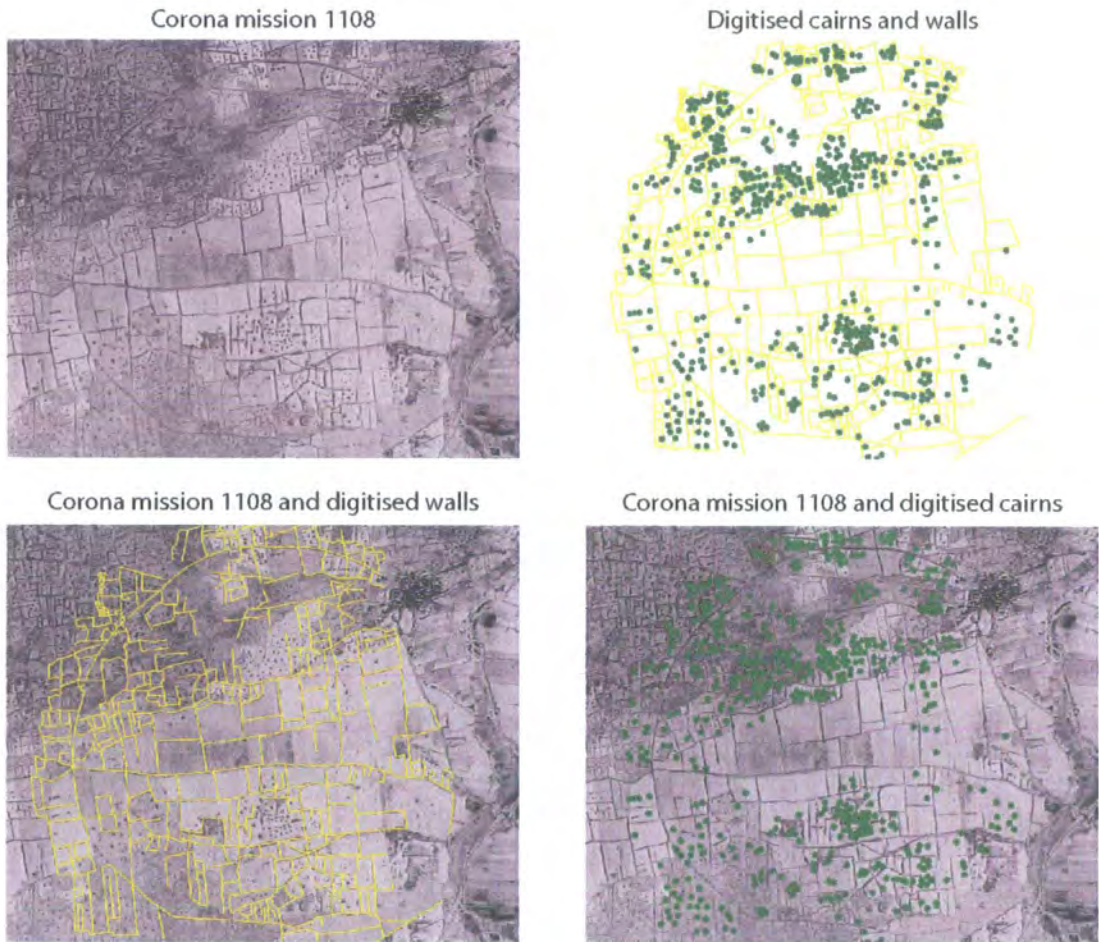 Corona mission 1108
Digitised cairns and walls
Corona mission 1108 and digitised walls
Corona mission 1108 and digitised cairns